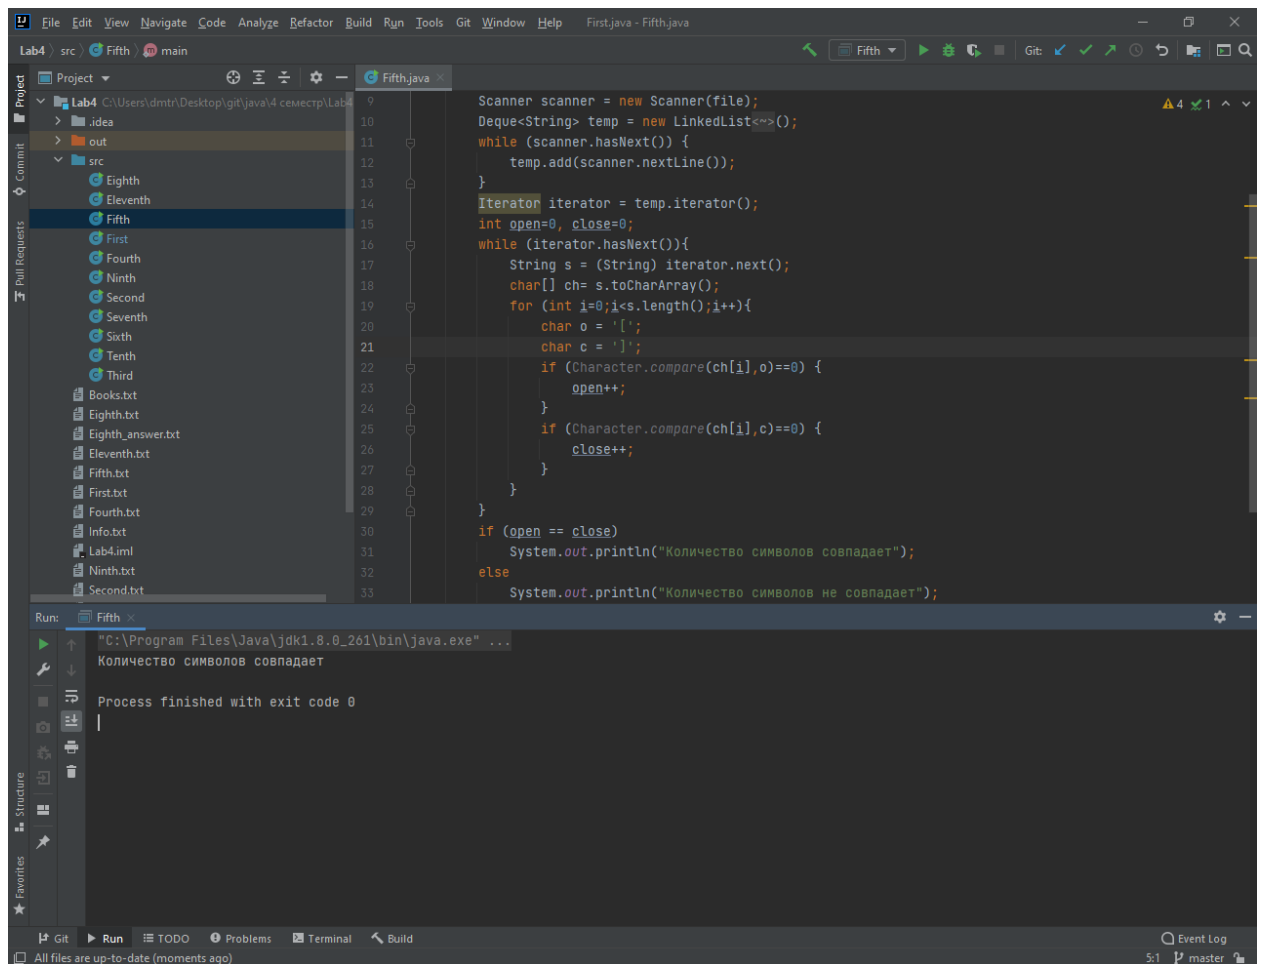 File Edit View Navigate Code Analyze Refactor Build Run Tools Git Window Help First.java - Fifth.java
Lab4 src Fifth main Fifth Git:
Project
Project
Fifth.java
Lab4 C:\Users\dmtr\Desktop\git\java\4 семестр\Lab4
.idea
out
src
Eighth
Eleventh
Fifth
First
Fourth
Ninth
Second
Seventh
Sixth
Tenth
Third
Books.txt
Eighth.txt
Eighth_answer.txt
Eleventh.txt
Fifth.txt
First.txt
Fourth.txt
Info.txt
Lab4.iml
Ninth.txt
Second.txt
Commit
Pull Requests
4 1
9 Scanner scanner = new Scanner(file);
10 Deque<String> temp = new LinkedList<~>();
11 while (scanner.hasNext()) {
12 temp.add(scanner.nextLine());
13 }
14 Iterator iterator = temp.iterator();
15 int open=0, close=0;
16 while (iterator.hasNext()){
17 String s = (String) iterator.next();
18 char[] ch= s.toCharArray();
19 for (int i=0;i<s.length();i++){
20 char o = '[';
21 char c = ']';
22 if (Character.compare(ch[i],o)==0) {
23 open++;
24 }
25 if (Character.compare(ch[i],c)==0) {
26 close++;
27 }
28 }
29 }
30 if (open == close)
31 System.out.println("Количество символов совпадает");
32 else
33 System.out.println("Количество символов не совпадает");
Run: Fifth
"C:\Program Files\Java\jdk1.8.0_261\bin\java.exe" ...
Количество символов совпадает
Process finished with exit code 0
Structure
Favorites
Git Run TODO Problems Terminal Build Event Log
All files are up-to-date (moments ago) 5:1 master